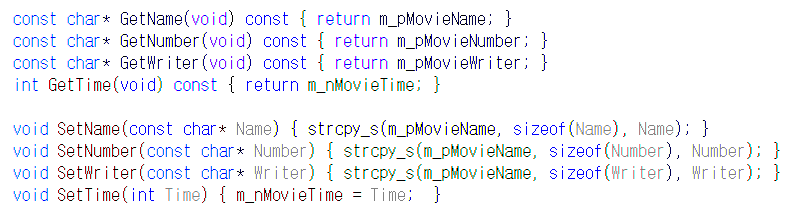 const char* GetName(void) const { return m_pMovieName; }
const char* GetNumber(void) const { return m_pMovieNumber; }
const char* GetWriter(void) const { return m_pMovieWriter; }
int GetTime(void) const { return m_nMovieTime; }
void SetName(const char* Name) { strcpy_s(m_pMovieName, sizeof(Name), Name); }
void SetNumber(const char* Number) { strcpy_s(m_pMovieName, sizeof(Number), Number); }
void SetWriter(const char* Writer) { strcpy_s(m_pMovieName, sizeof(Writer), Writer); }
void SetTime(int Time) { m_nMovieTime = Time;  }